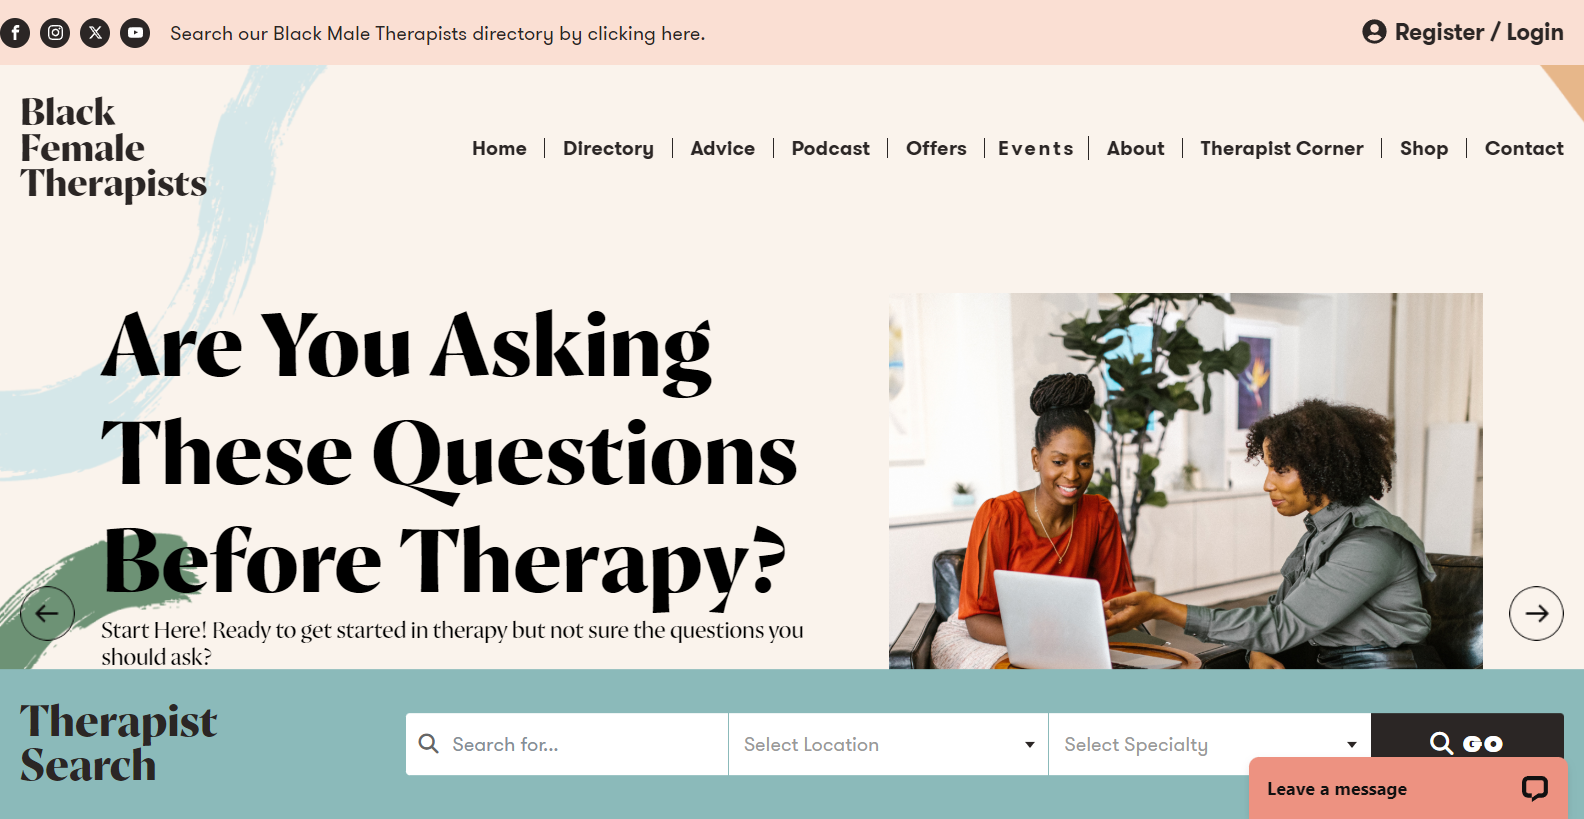 Search our Black Male Therapists directory by clicking here.
Register / Login
Black
Female
Therapists
Home
Directory
Advice
Podcast
Offers
Events
About
Therapist Corner
Shop
Contact
Are You Asking
These Questions
Before Therapy?
Start Here! Ready to get started in therapy but not sure the questions you
should ask?
Therapist
Search
Search for...
Select Location
Select Specialty
GO
Leave a message